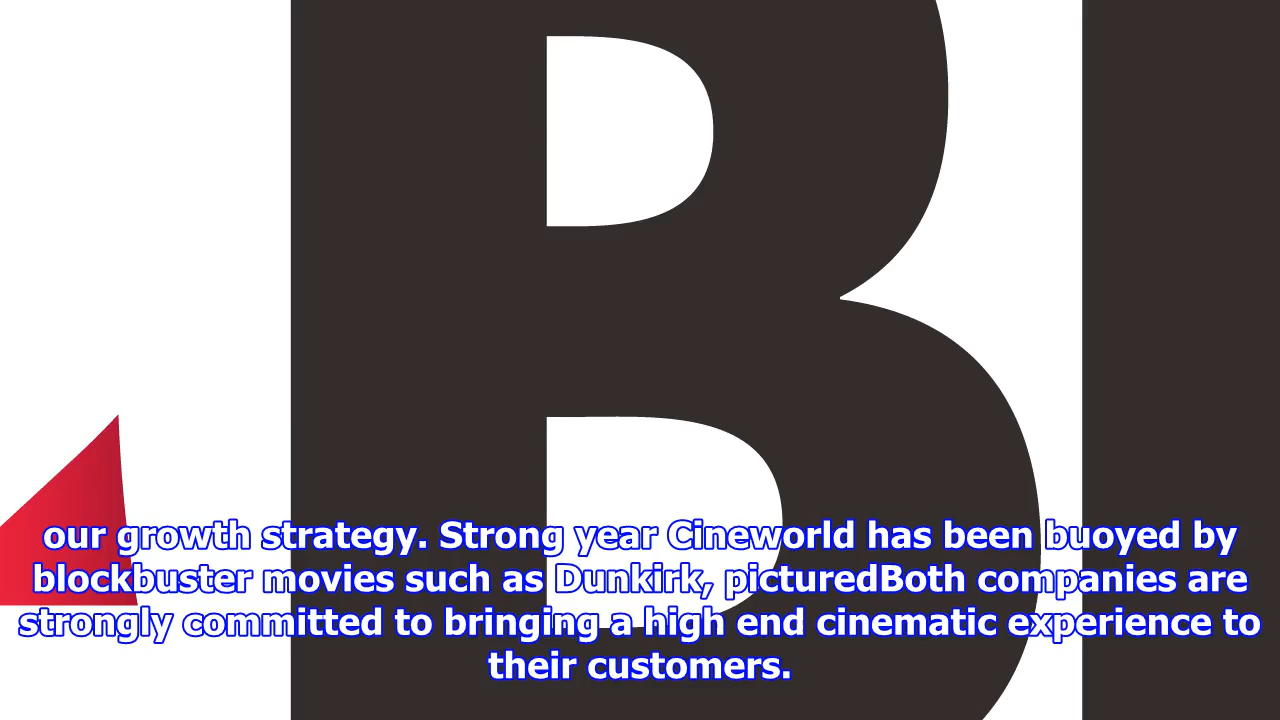 B
our growth strategy. Strong year Cineworld has been buoyed by
blockbuster movies such as Dunkirk, picturedBoth companies are
strongly committed to bringing a high end cinematic experience to
their customers.